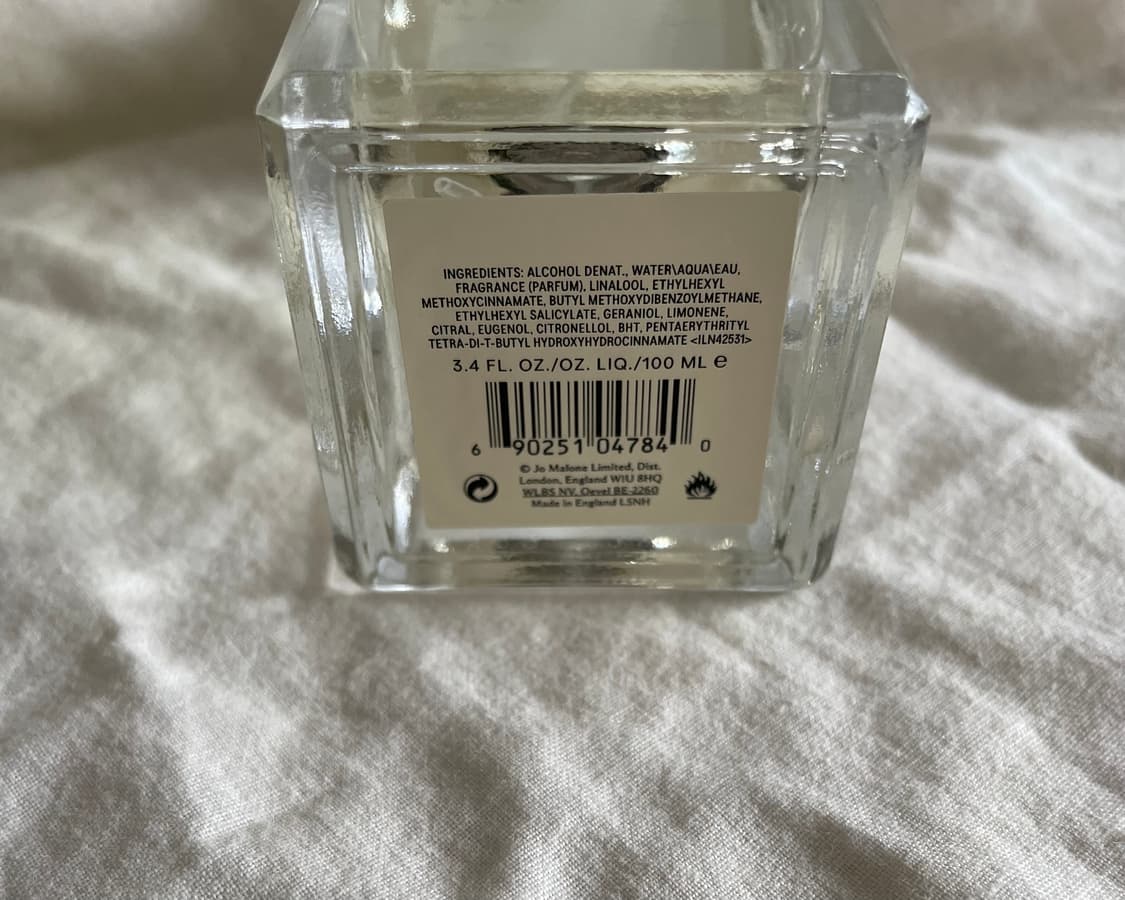 INGREDIENTS: ALCOHOL DENAT., WATER\AQUA\EAU,
FRAGRANCE (PARFUM), LINALOOL, ETHYLHEXYL
METHOXYCINNAMATE, BUTYL METHOXYDIBENZOYLMETHANE,
ETHYLHEXYL SALICYLATE, GERANIOL, LIMONENE,
CITRAL, EUGENOL, CITRONELLOL, BHT, PENTAERYTHRITYL
TETRA-DI-T-BUTYL HYDROXYHYDROCINNAMATE <ILN42531>
3.4 FL. OZ./OZ. LIQ./100 ML ℮
6 90251 04784 0
© Jo Malone Limited, Dist.
London, England W1U 8HQ
WLBS NV, Oevel BE-2260
Made in England L5NH